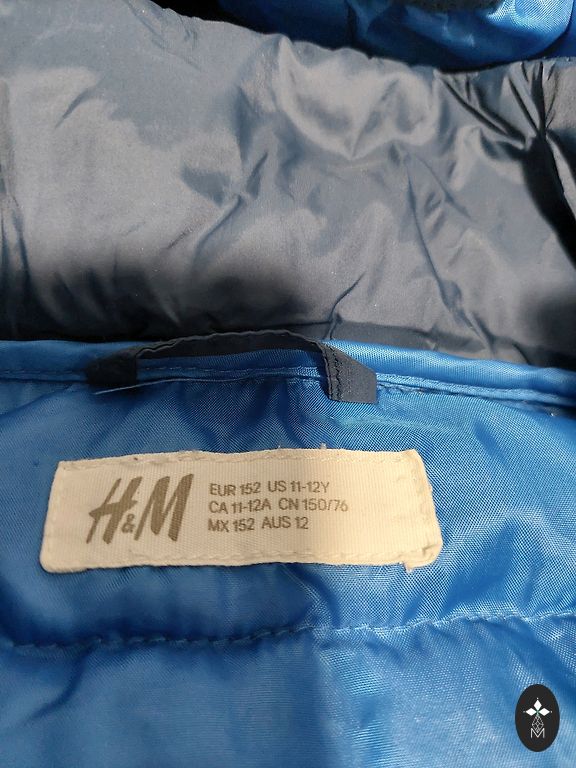 H&M
EUR 152 US 11-12Y
CA 11-12A CN 150/76
MX 152 AUS 12
M